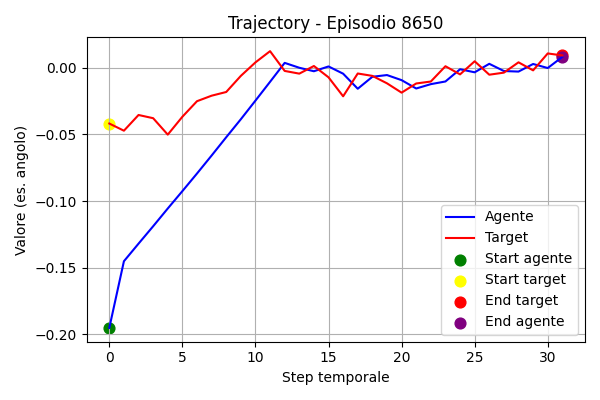 Trajectory - Episodio 8650
Valore (es. angolo)
0.00
−0.05
−0.10
−0.15
−0.20
0 5 10 15 20 25 30
Step temporale
Agente
Target
Start agente
Start target
End target
End agente